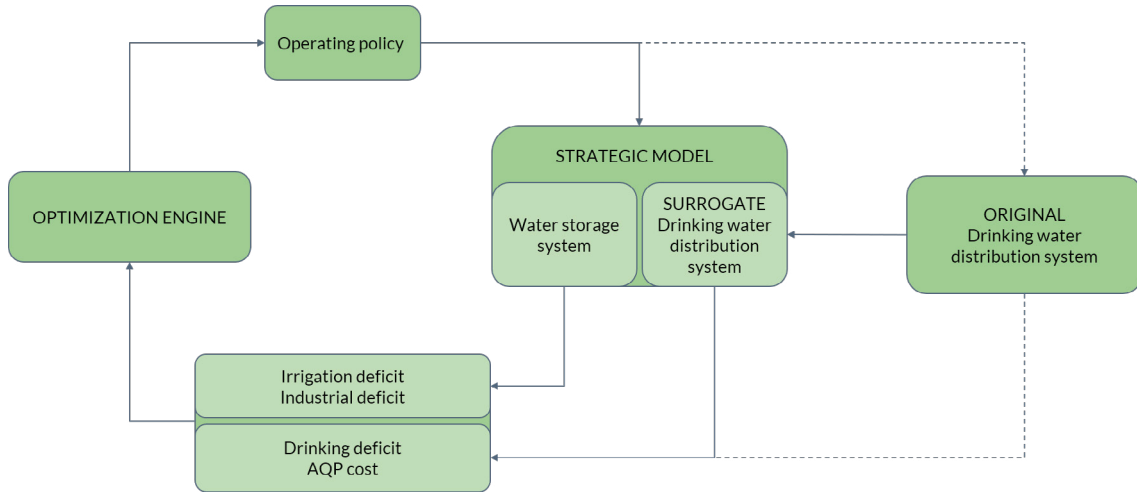 Operating policy
STRATEGIC MODEL
OPTIMIZATION ENGINE
Water storage
system
SURROGATE
Drinking water
distribution
system
ORIGINAL
Drinking water
distribution system
Irrigation deficit
Industrial deficit
Drinking deficit
AQP cost